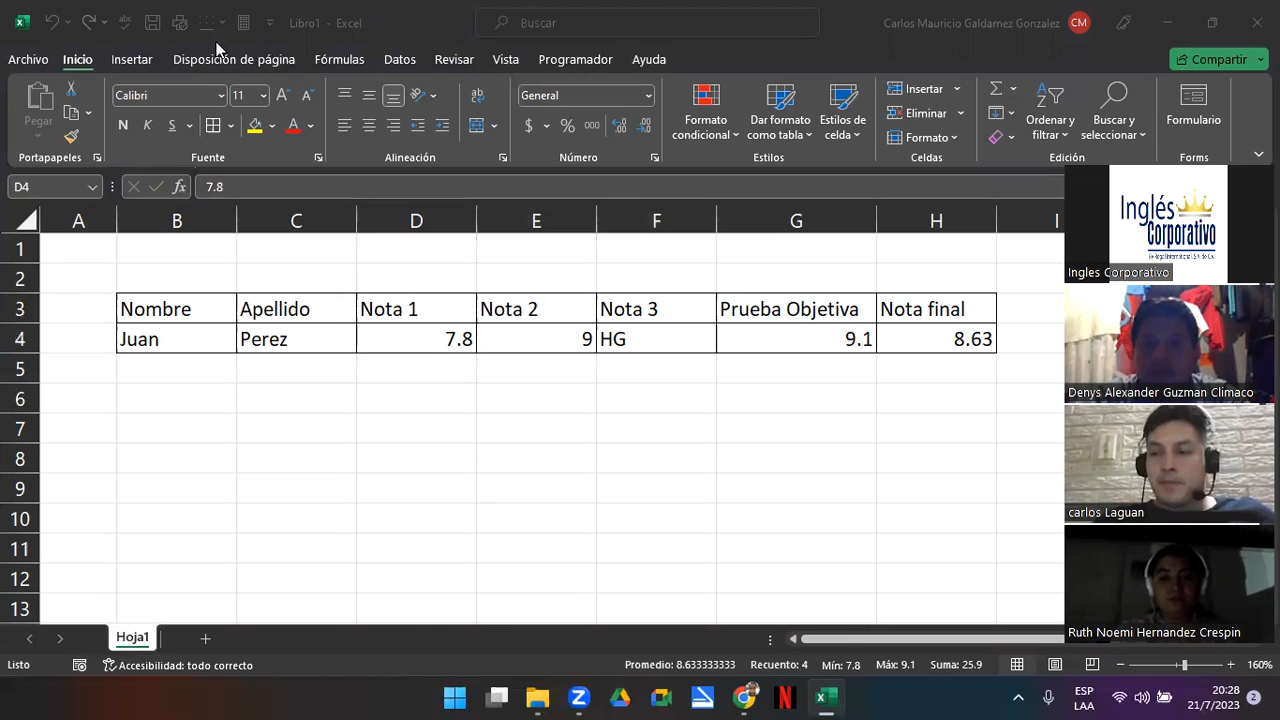 Libro1 - Excel
Buscar
Carlos Mauricio Galdamez Gonzalez
CM
Archivo Inicio Insertar Disposición de página Fórmulas Datos Revisar Vista Programador Ayuda
Compartir
Pegar
Portapapeles
Calibri 11
N K S
Fuente
Alineación
General
$ % 000
Número
Formato condicional
Dar formato como tabla
Estilos de celda
Estilos
Insertar
Eliminar
Formato
Celdas
Ordenar y filtrar
Buscar y seleccionar
Edición
Formulario
Forms
D4 fx 7.8
A B C D E F G H I
1
2
3 Nombre Apellido Nota 1 Nota 2 Nota 3 Prueba Objetiva Nota final
4 Juan Perez 7.8 9 HG 9.1 8.63
5
6
7
8
9
10
11
12
13
Inglés
Corporativo
Ingles Corporativo
Denys Alexander Guzman Climaco
carlos Laguan
Ruth Noemi Hernandez Crespin
Hoja1
Listo Accesibilidad: todo correcto Promedio: 8.633333333 Recuento: 4 Mín: 7.8 Máx: 9.1 Suma: 25.9 160%
ESP
LAA
20:28
21/7/2023
2